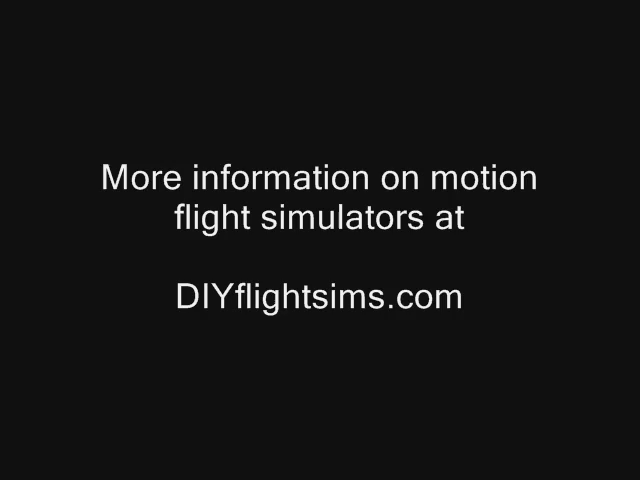 More information on motion
flight simulators at
DIYflightsims.com